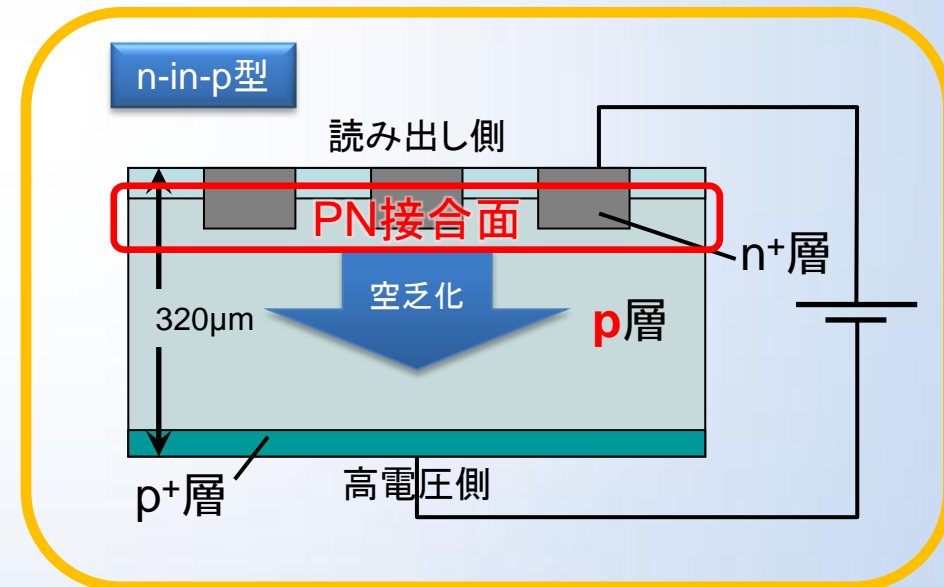 n-in-p型
読み出し側
PN接合面
n⁺層
空乏化
320μm
p層
p⁺層
高電圧側